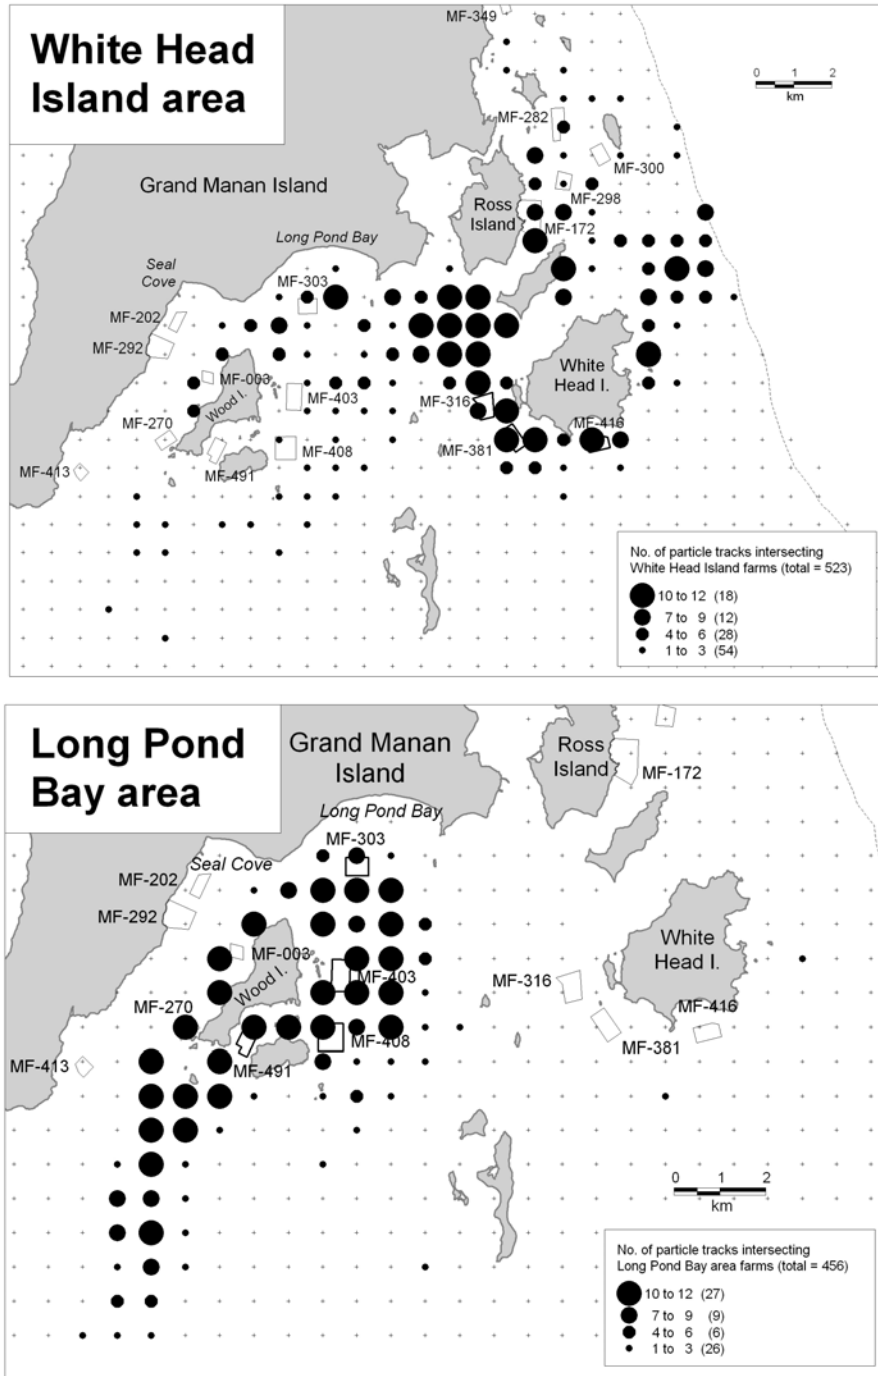 White Head
Island area
MF-349
0 1 2
km
MF-282
MF-300
Grand Manan Island
Ross
Island
MF-298
MF-172
Long Pond Bay
Seal
Cove
MF-303
MF-202
MF-292
White
Head I.
MF-003
Wood I.
MF-403
MF-316
MF-270
MF-416
MF-408
MF-381
MF-413
MF-491
No. of particle tracks intersecting
White Head Island farms (total = 523)
10 to 12 (18)
7 to 9 (12)
4 to 6 (28)
1 to 3 (54)
Long Pond
Bay area
Grand Manan
Island
Ross
Island
MF-172
Long Pond Bay
MF-303
Seal Cove
MF-202
MF-292
White
Head I.
MF-003
Wood I.
MF-403
MF-316
MF-270
MF-416
MF-408
MF-381
MF-413
MF-491
0 1 2
km
No. of particle tracks intersecting
Long Pond Bay area farms (total = 456)
10 to 12 (27)
7 to 9 (9)
4 to 6 (6)
1 to 3 (26)